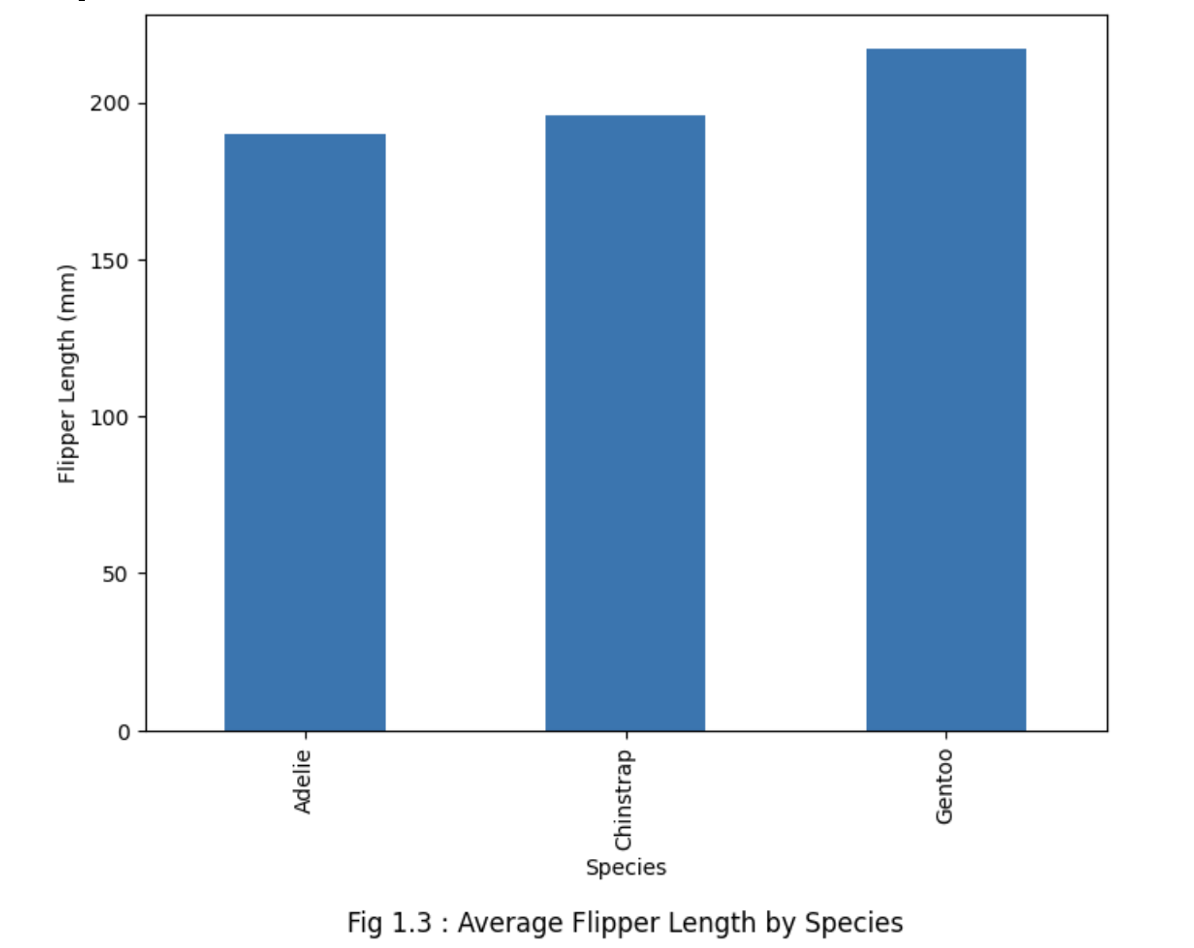 200
150
100
50
0
Flipper Length (mm)
Adelie
Chinstrap
Gentoo
Species
Fig 1.3 : Average Flipper Length by Species